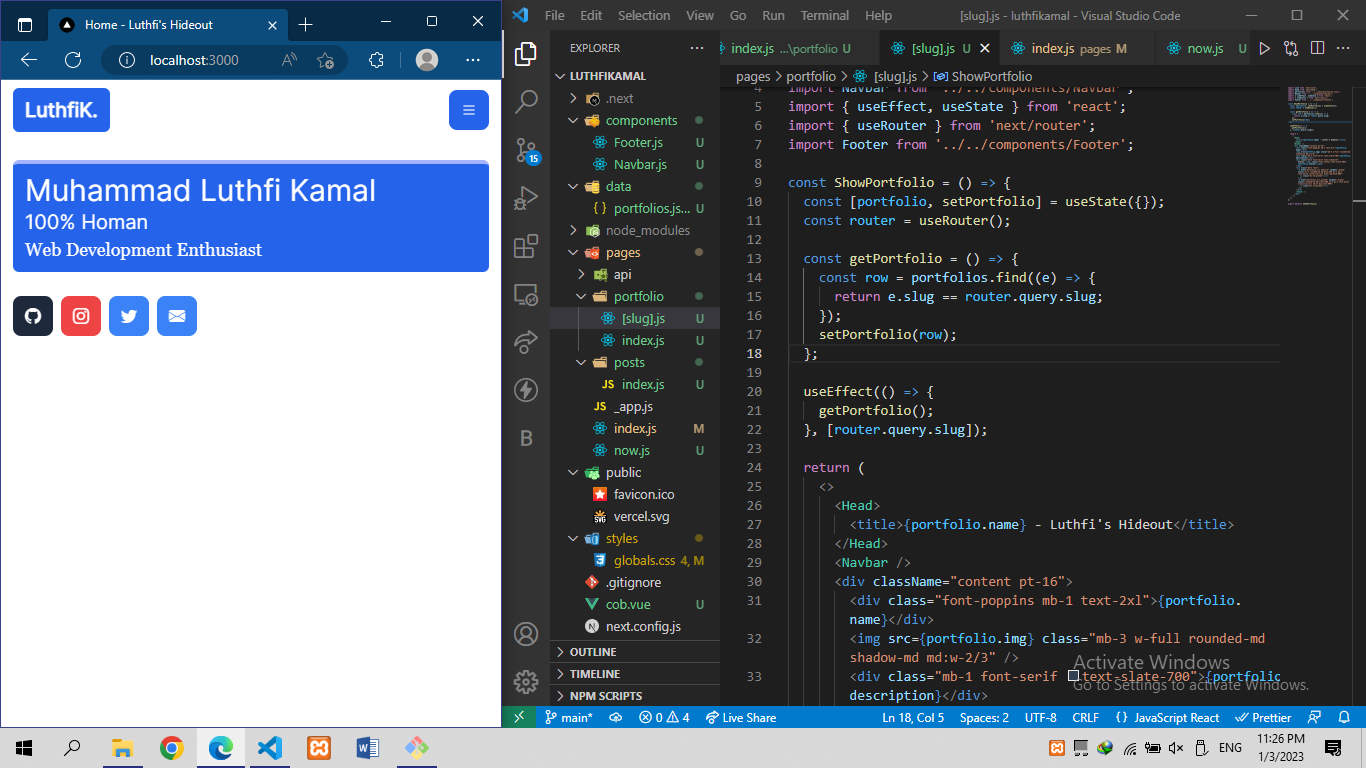 Home - Luthfi's Hideout
localhost:3000
LuthfiK.
Muhammad Luthfi Kamal
100% Homan
Web Development Enthusiast
File Edit Selection View Go Run Terminal Help
[slug].js - luthfikamal - Visual Studio Code
EXPLORER
LUTHFIKAMAL
.next
components
Footer.js U
Navbar.js U
data
portfolios.js... U
node_modules
pages
api
portfolio
[slug].js U
index.js U
posts
JS index.js U
JS _app.js
index.js M
now.js U
public
favicon.ico
vercel.svg
styles
globals.css 4, M
.gitignore
cob.vue U
next.config.js
OUTLINE
TIMELINE
NPM SCRIPTS
15
B
index.js ...\portfolio U
[slug].js U
index.js pages M
now.js U
pages > portfolio > [slug].js > ShowPortfolio
4 import Navbar from '../../components/Navbar';
5 import { useEffect, useState } from 'react';
6 import { useRouter } from 'next/router';
7 import Footer from '../../components/Footer';
8
9 const ShowPortfolio = () => {
10 const [portfolio, setPortfolio] = useState({});
11 const router = useRouter();
12
13 const getPortfolio = () => {
14 const row = portfolios.find((e) => {
15 return e.slug == router.query.slug;
16 });
17 setPortfolio(row);
18 };
19
20 useEffect(() => {
21 getPortfolio();
22 }, [router.query.slug]);
23
24 return (
25 <>
26 <Head>
27 <title>{portfolio.name} - Luthfi's Hideout</title>
28 </Head>
29 <Navbar />
30 <div className="content pt-16">
31 <div class="font-poppins mb-1 text-2xl">{portfolio.
name}</div>
32 <img src={portfolio.img} class="mb-3 w-full rounded-md
shadow-md md:w-2/3" />
33 <div class="mb-1 font-serif text-slate-700">{portfolio
description}</div>
Activate Windows
Go to Settings to activate Windows.
main* 0 4 Live Share
Ln 18, Col 5 Spaces: 2 UTF-8 CRLF { } JavaScript React Prettier
ENG
11:26 PM
1/3/2023